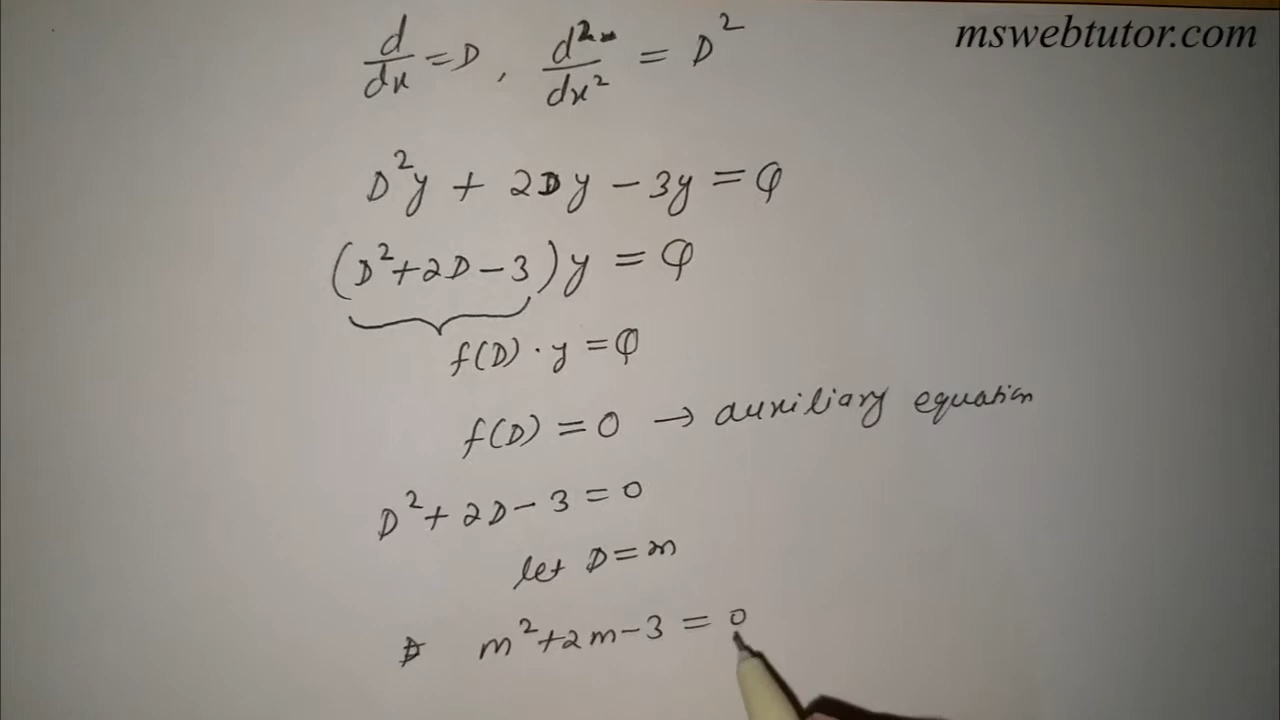 mswebtutor.com
d/dx = D, d²/dx² = D²
D²y + 2Dy - 3y = Q
(D²+2D-3)y = Q
f(D)·y = Q
f(D) = 0 → auxiliary equation
D²+2D-3 = 0
let D = m
m²+2m-3 = 0